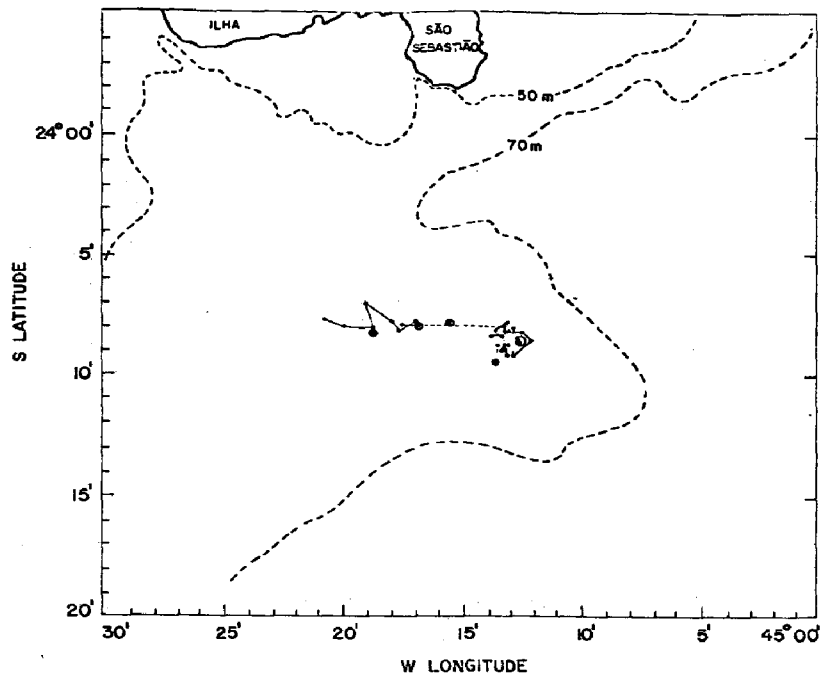 ILHA
SÃO
SEBASTIÃO
50 m
70 m
24° 00'
5'
10'
15'
20'
30'
25'
20'
15'
10'
5'
45° 00'
S LATITUDE
W LONGITUDE